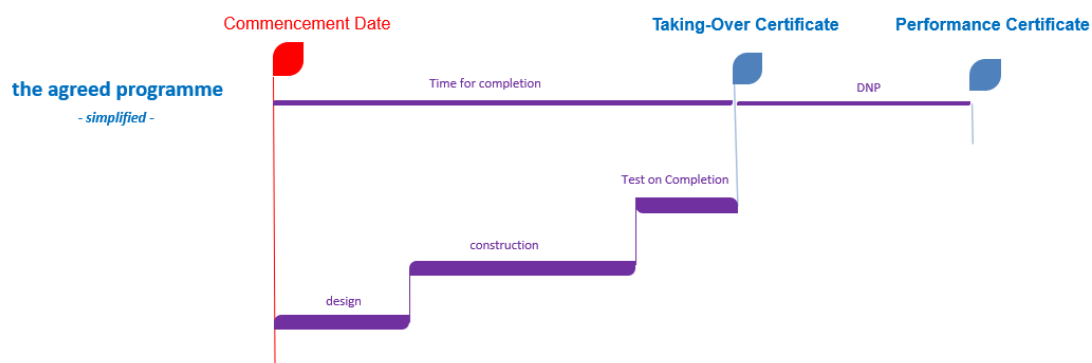 Commencement Date
Taking-Over Certificate
Performance Certificate
the agreed programme
- simplified -
Time for completion
DNP
Test on Completion
construction
design